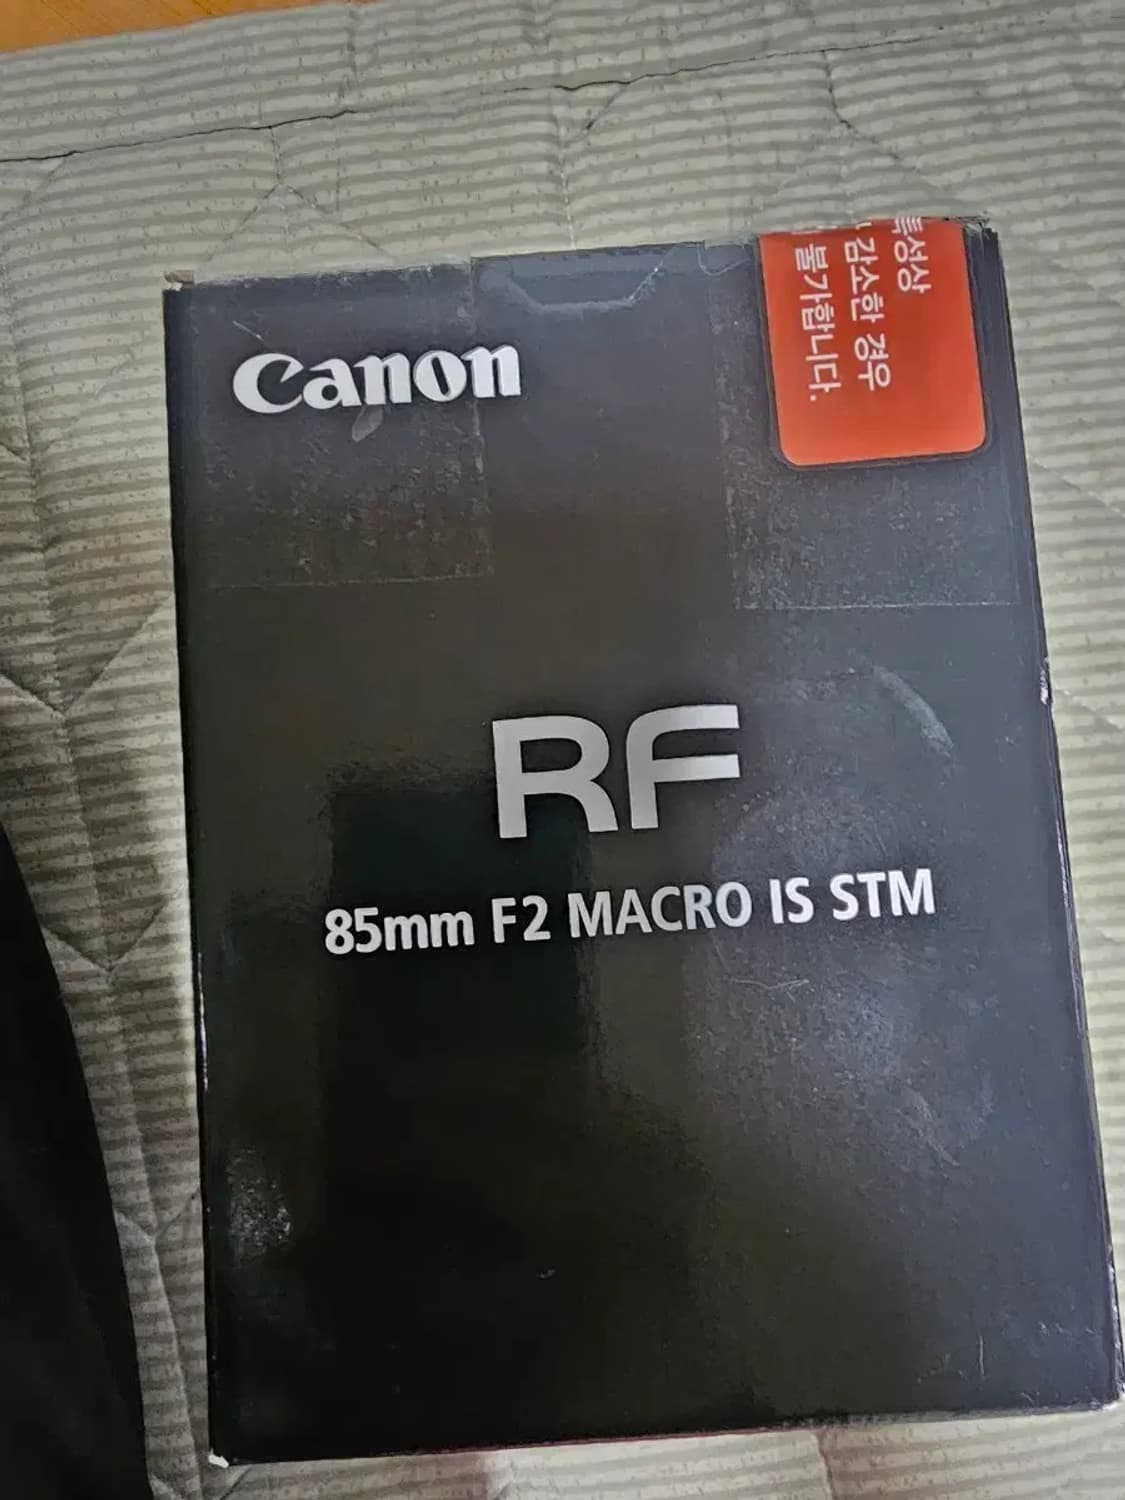 Canon
특성상
감소한 경우
불가합니다.
RF
85mm F2 MACRO IS STM